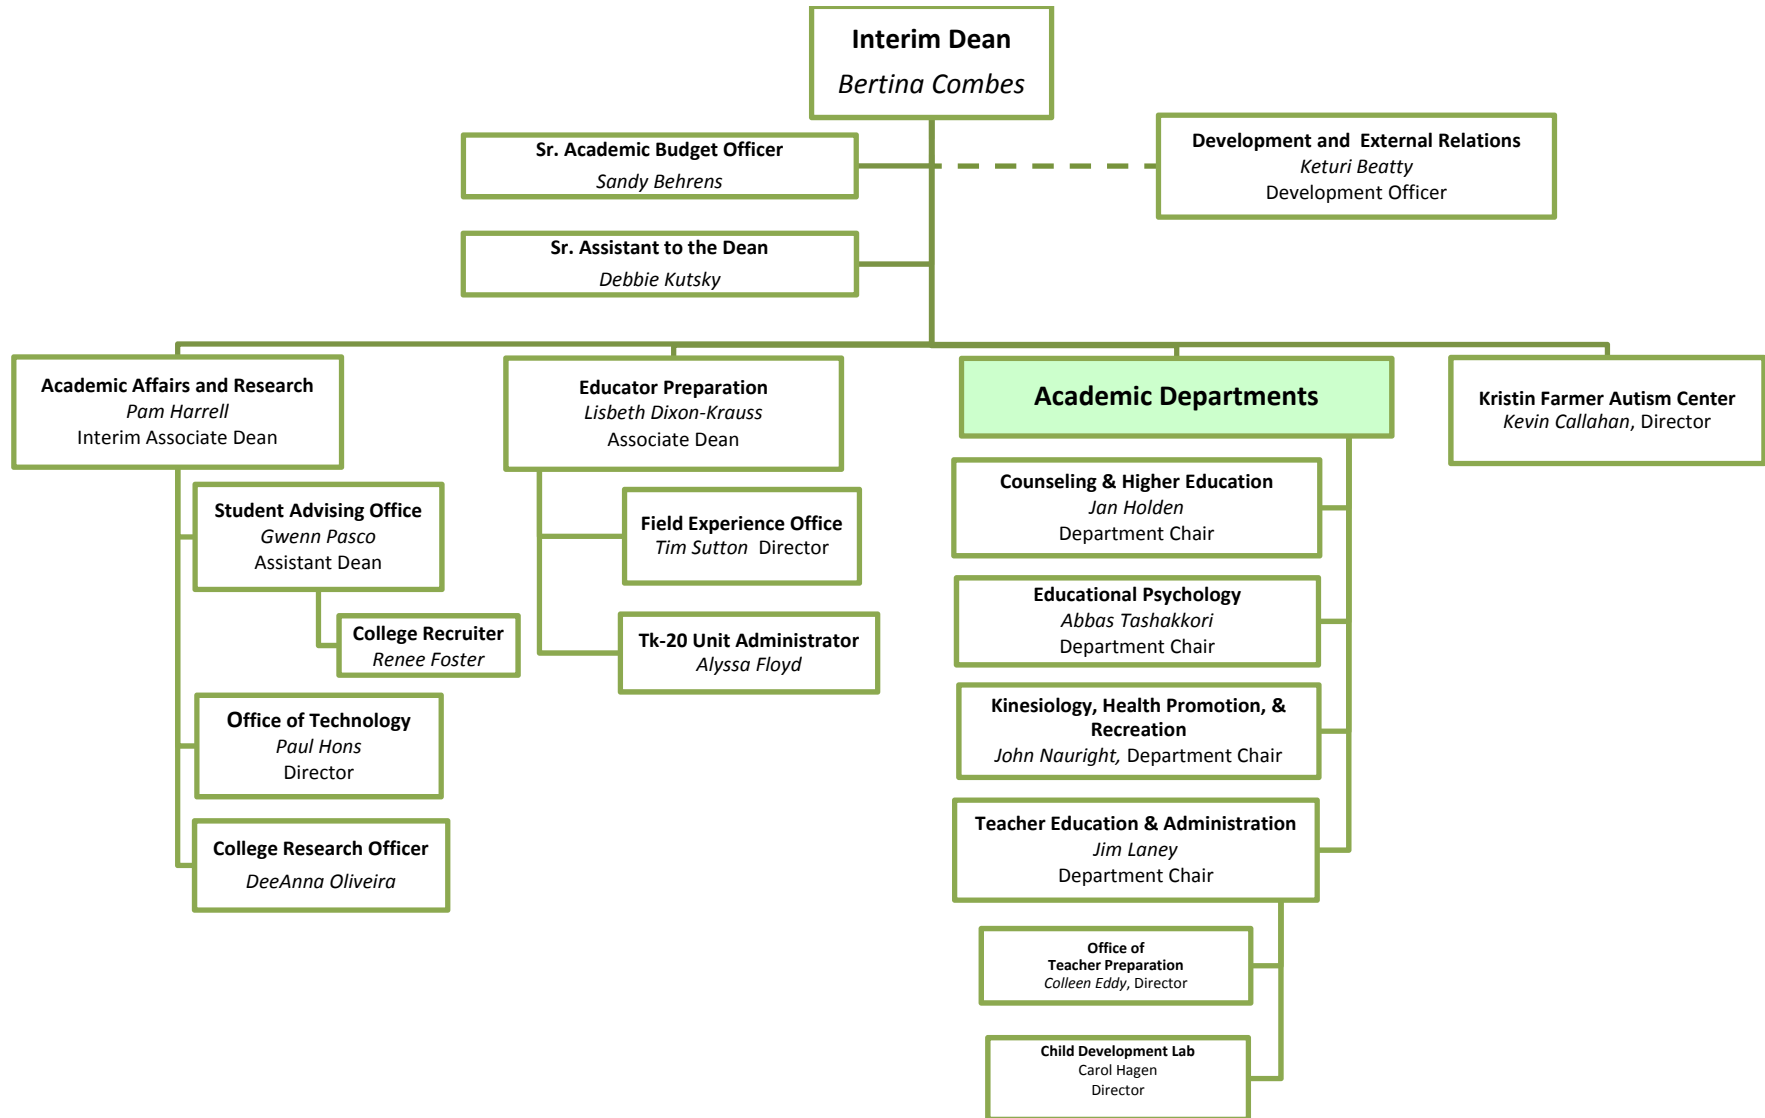 Interim Dean
Bertina Combes
Sr. Academic Budget Officer
Sandy Behrens
Development and External Relations
Keturi Beatty
Development Officer
Sr. Assistant to the Dean
Debbie Kutsky
Academic Affairs and Research
Pam Harrell
Interim Associate Dean
Student Advising Office
Gwenn Pasco
Assistant Dean
College Recruiter
Renee Foster
Office of Technology
Paul Hons
Director
College Research Officer
DeeAnna Oliveira
Educator Preparation
Lisbeth Dixon-Krauss
Associate Dean
Field Experience Office
Tim Sutton Director
Tk-20 Unit Administrator
Alyssa Floyd
Academic Departments
Counseling & Higher Education
Jan Holden
Department Chair
Educational Psychology
Abbas Tashakkori
Department Chair
Kinesiology, Health Promotion, &
Recreation
John Nauright, Department Chair
Teacher Education & Administration
Jim Laney
Department Chair
Office of
Teacher Preparation
Colleen Eddy, Director
Child Development Lab
Carol Hagen
Director
Kristin Farmer Autism Center
Kevin Callahan, Director